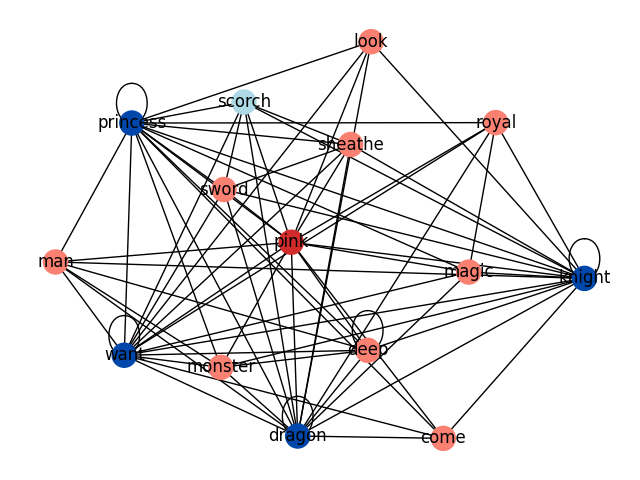 look
scorch
princess
royal
sheathe
sword
pink
man
magic
knight
want
deep
monster
dragon
come